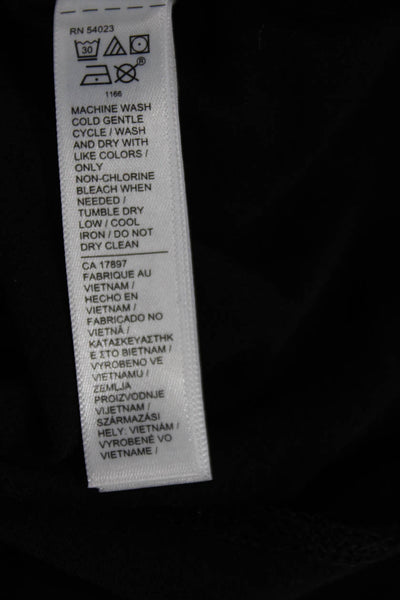 RN 54023
30
1166
MACHINE WASH
COLD GENTLE
CYCLE / WASH
AND DRY WITH
LIKE COLORS /
ONLY
NON-CHLORINE
BLEACH WHEN
NEEDED /
TUMBLE DRY
LOW / COOL
IRON / DO NOT
DRY CLEAN
CA 17897
FABRIQUE AU
VIETNAM /
HECHO EN
VIETNAM /
FABRICADO NO
VIETNÃ /
ΚΑΤΑΣΚΕΥΑΣΤΗΚ
Ε ΣΤΟ ΒΙΕΤΝΑΜ /
VYROBENO VE
VIETNAMU /
ZEMLJA
PROIZVODNJE
VIJETNAM /
SZÁRMAZÁSI
HELY: VIETNÁM /
VYROBENÉ VO
VIETNAME /